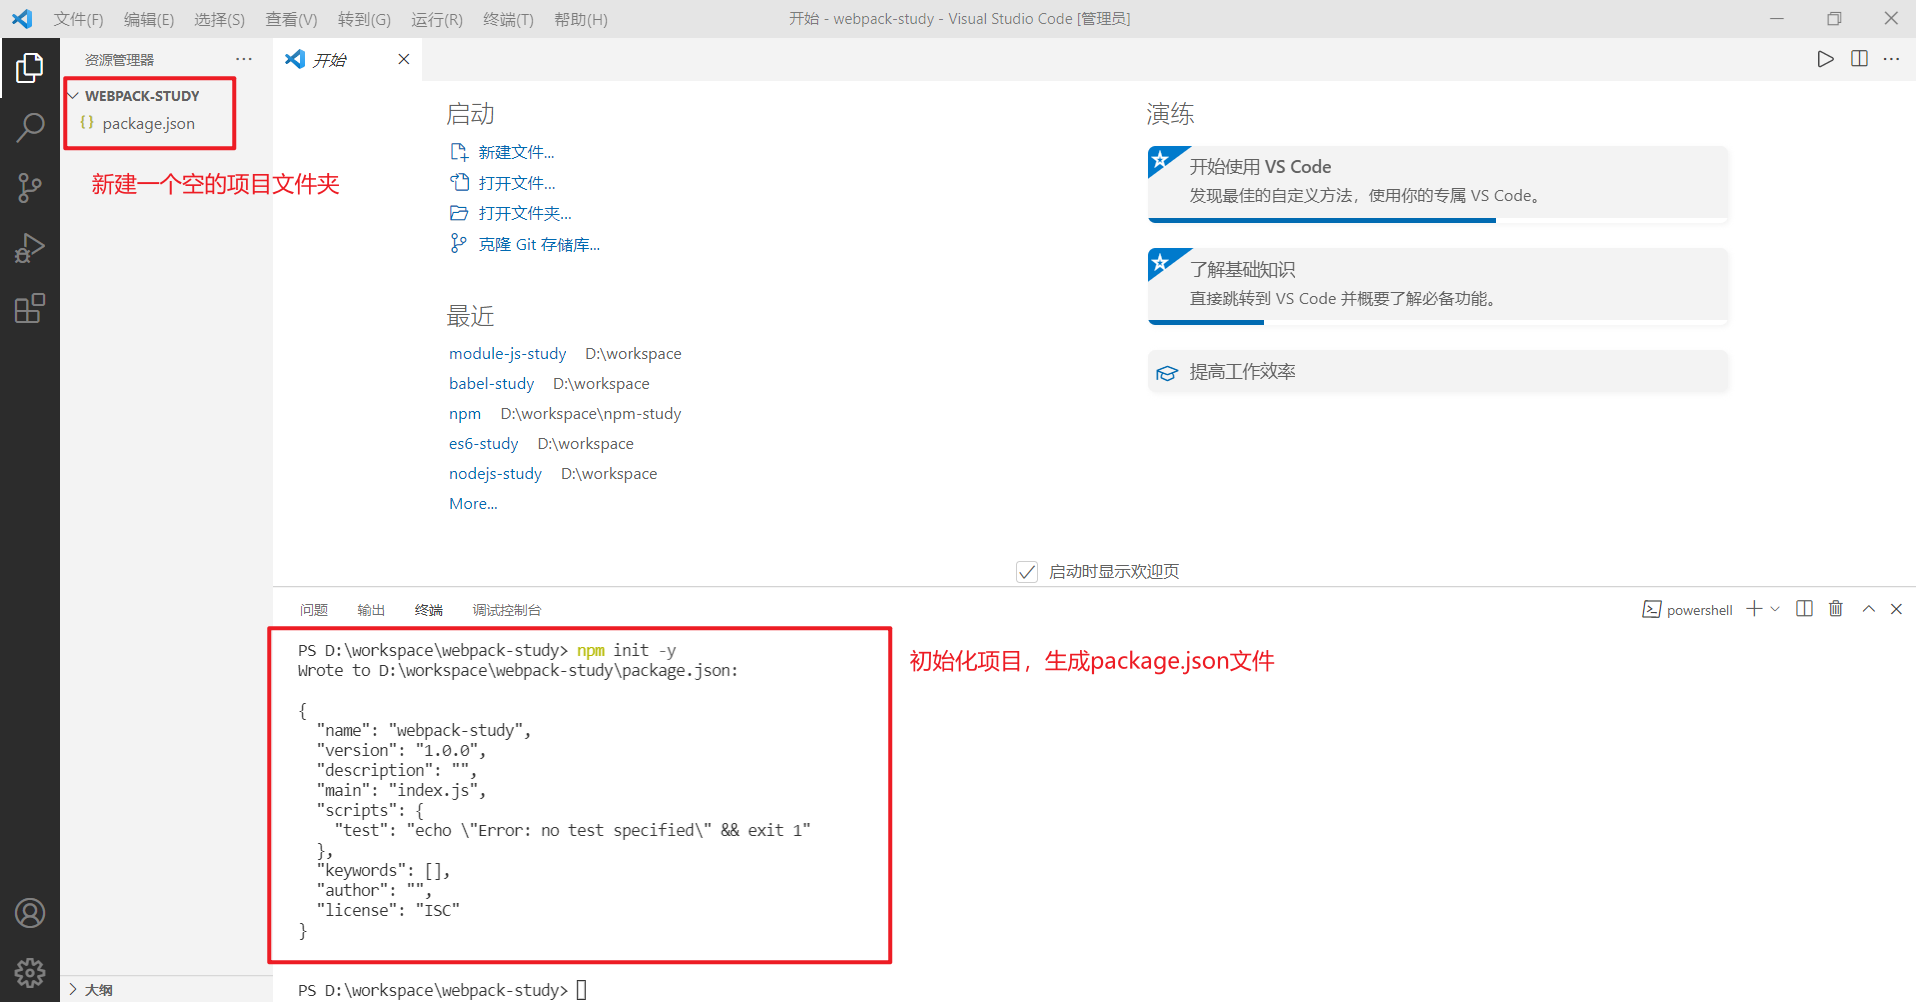 文件(F) 编辑(E) 选择(S) 查看(V) 转到(G) 运行(R) 终端(T) 帮助(H) 开始 - webpack-study - Visual Studio Code [管理员]
资源管理器
开始
WEBPACK-STUDY
{} package.json
新建一个空的项目文件夹
启动
新建文件...
打开文件...
打开文件夹...
克隆 Git 存储库...
最近
module-js-study D:\workspace
babel-study D:\workspace
npm D:\workspace\npm-study
es6-study D:\workspace
nodejs-study D:\workspace
More...
演练
开始使用 VS Code
发现最佳的自定义方法，使用你的专属 VS Code。
了解基础知识
直接跳转到 VS Code 并概要了解必备功能。
提高工作效率
启动时显示欢迎页
问题 输出 终端 调试控制台 powershell
PS D:\workspace\webpack-study> npm init -y
Wrote to D:\workspace\webpack-study\package.json:
{
"name": "webpack-study",
"version": "1.0.0",
"description": "",
"main": "index.js",
"scripts": {
"test": "echo \"Error: no test specified\" && exit 1"
},
"keywords": [],
"author": "",
"license": "ISC"
}
初始化项目，生成package.json文件
PS D:\workspace\webpack-study>
大纲